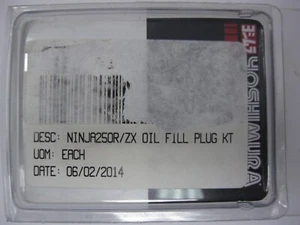 DESC: NINJA250R/ZX OIL FILL PLUG KT
UOM: EACH
DATE: 06/02/2014
YOSHIMURA